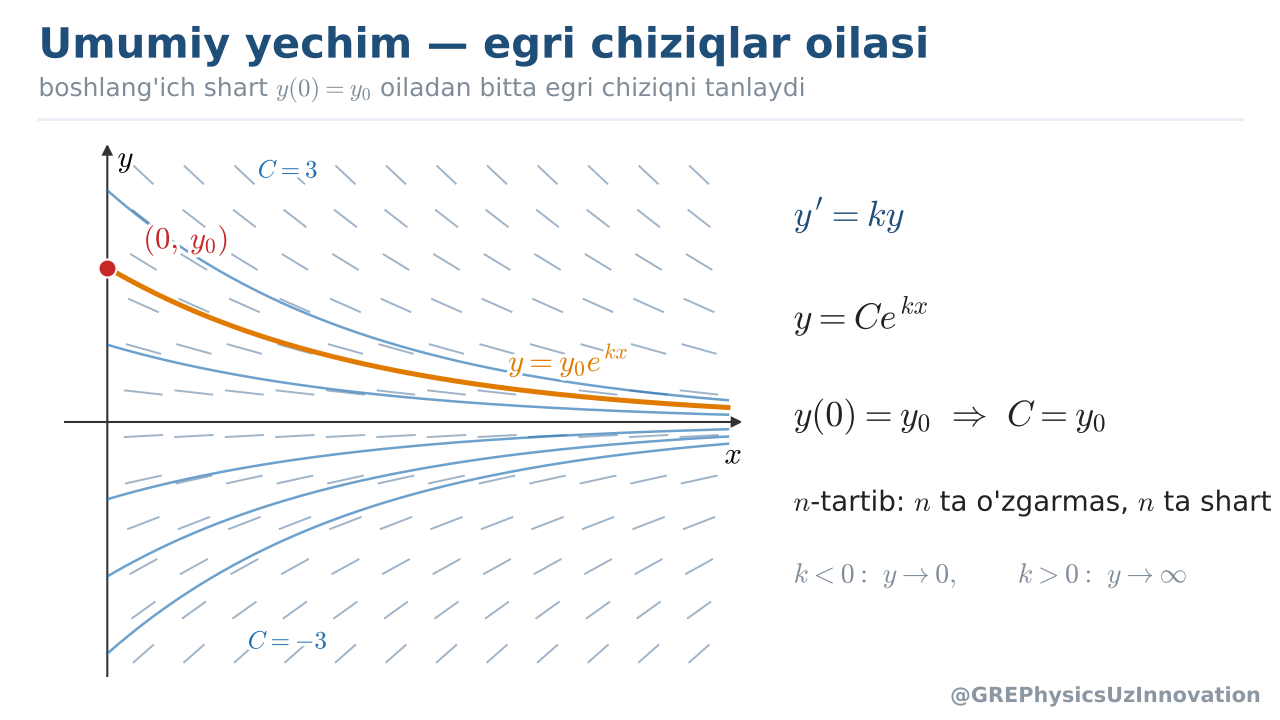 Umumiy yechim — egri chiziqlar oilasi
boshlang'ich shart y(0) = y₀ oiladan bitta egri chiziqni tanlaydi
y
C = 3
(0, y₀)
y = y₀e^{kx}
x
C = −3
y′ = ky
y = Ce^{kx}
y(0) = y₀ ⇒ C = y₀
n-tartib: n ta o'zgarmas, n ta shart
k < 0 : y → 0, k > 0 : y → ∞
@GREPhysicsUzInnovation